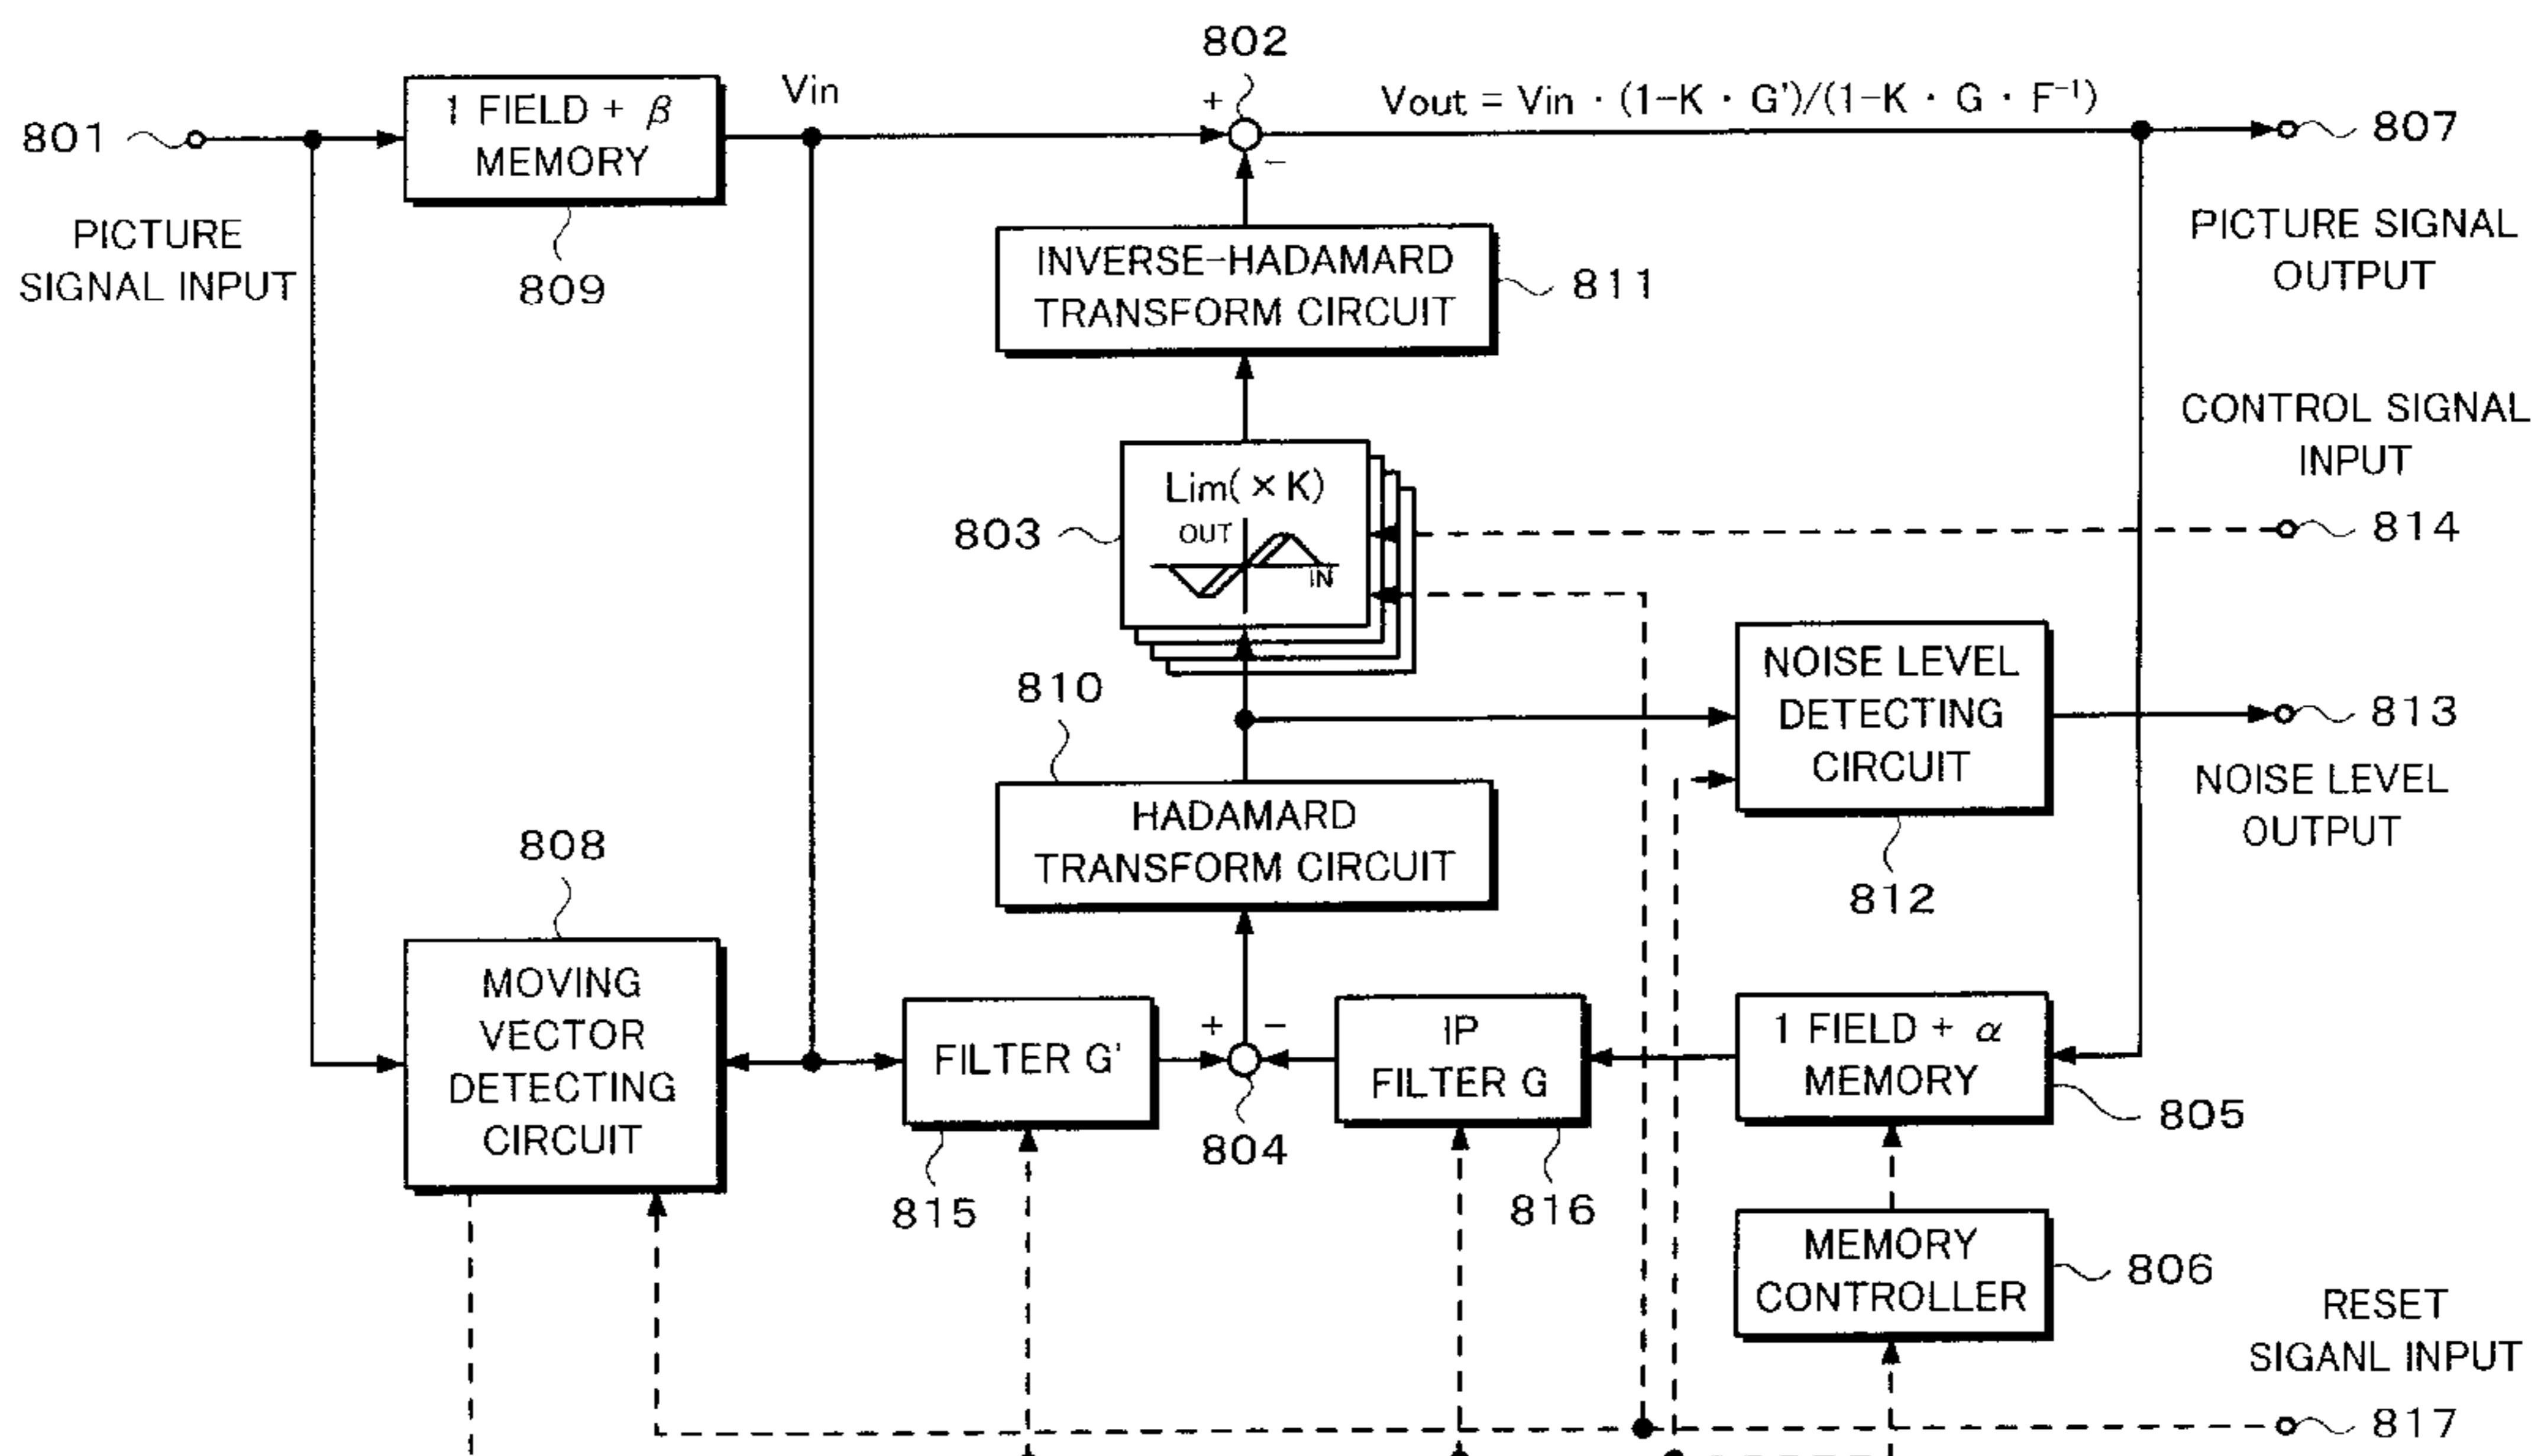 802
801
1 FIELD + β
MEMORY
Vin
+
−
Vout = Vin · (1−K · G')/(1−K · G · F⁻¹)
807
PICTURE
SIGNAL INPUT
809
INVERSE−HADAMARD
TRANSFORM CIRCUIT
811
PICTURE SIGNAL
OUTPUT
CONTROL SIGNAL
INPUT
814
803
Lim( × K)
OUT
IN
810
NOISE LEVEL
DETECTING
CIRCUIT
812
813
NOISE LEVEL
OUTPUT
HADAMARD
TRANSFORM CIRCUIT
808
MOVING
VECTOR
DETECTING
CIRCUIT
FILTER G'
815
+ −
804
IP
FILTER G
816
1 FIELD + α
MEMORY
805
MEMORY
CONTROLLER
806
RESET
SIGANL INPUT
817